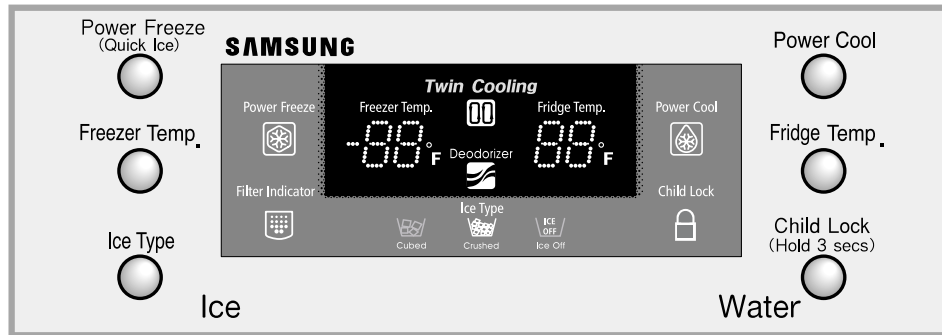 Power Freeze
(Quick Ice)
Freezer Temp.
Ice Type
SAMSUNG
Twin Cooling
Power Freeze
Freezer Temp.
Fridge Temp.
Power Cool
-88°F
88°F
Deodorizer
Filter Indicator
Child Lock
Ice Type
ICE
OFF
Cubed
Crushed
Ice Off
Power Cool
Fridge Temp.
Child Lock
(Hold 3 secs)
Ice
Water